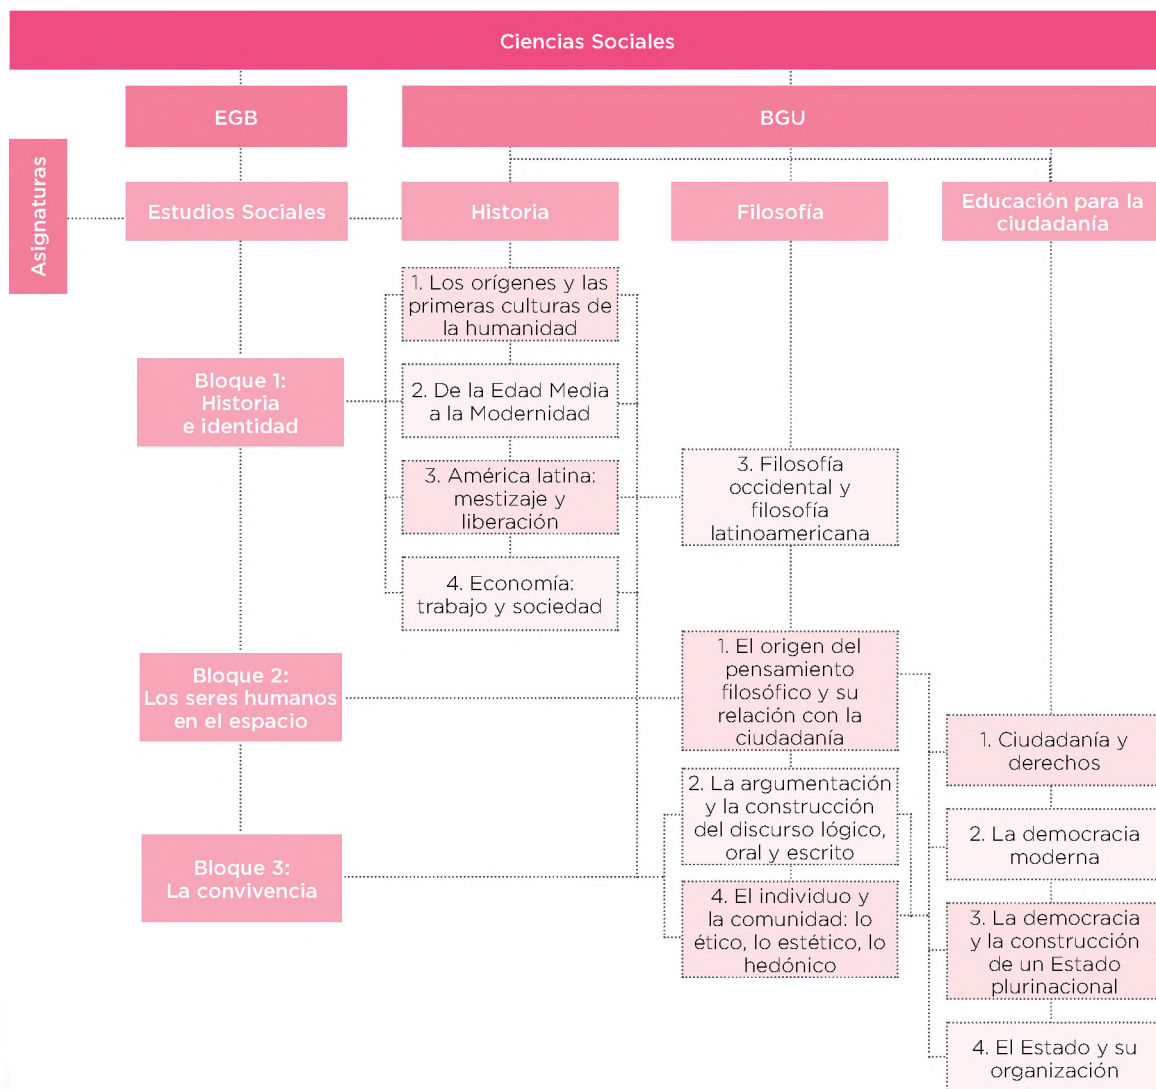 Ciencias Sociales
EGB
BGU
Asignaturas
Estudios Sociales
Historia
Filosofía
Educación para la
ciudadanía
1. Los orígenes y las
primeras culturas de
la humanidad
Bloque 1:
Historia
e identidad
2. De la Edad Media
a la Modernidad
3. América latina:
mestizaje y
liberación
3. Filosofía
occidental y
filosofía
latinoamericana
4. Economía:
trabajo y sociedad
Bloque 2:
Los seres humanos
en el espacio
1. El origen del
pensamiento
filosófico y su
relación con la
ciudadanía
1. Ciudadanía y
derechos
2. La argumentación
y la construcción
del discurso lógico,
oral y escrito
2. La democracia
moderna
Bloque 3:
La convivencia
4. El individuo y
la comunidad: lo
ético, lo estético, lo
hedónico
3. La democracia
y la construcción
de un Estado
plurinacional
4. El Estado y su
organización